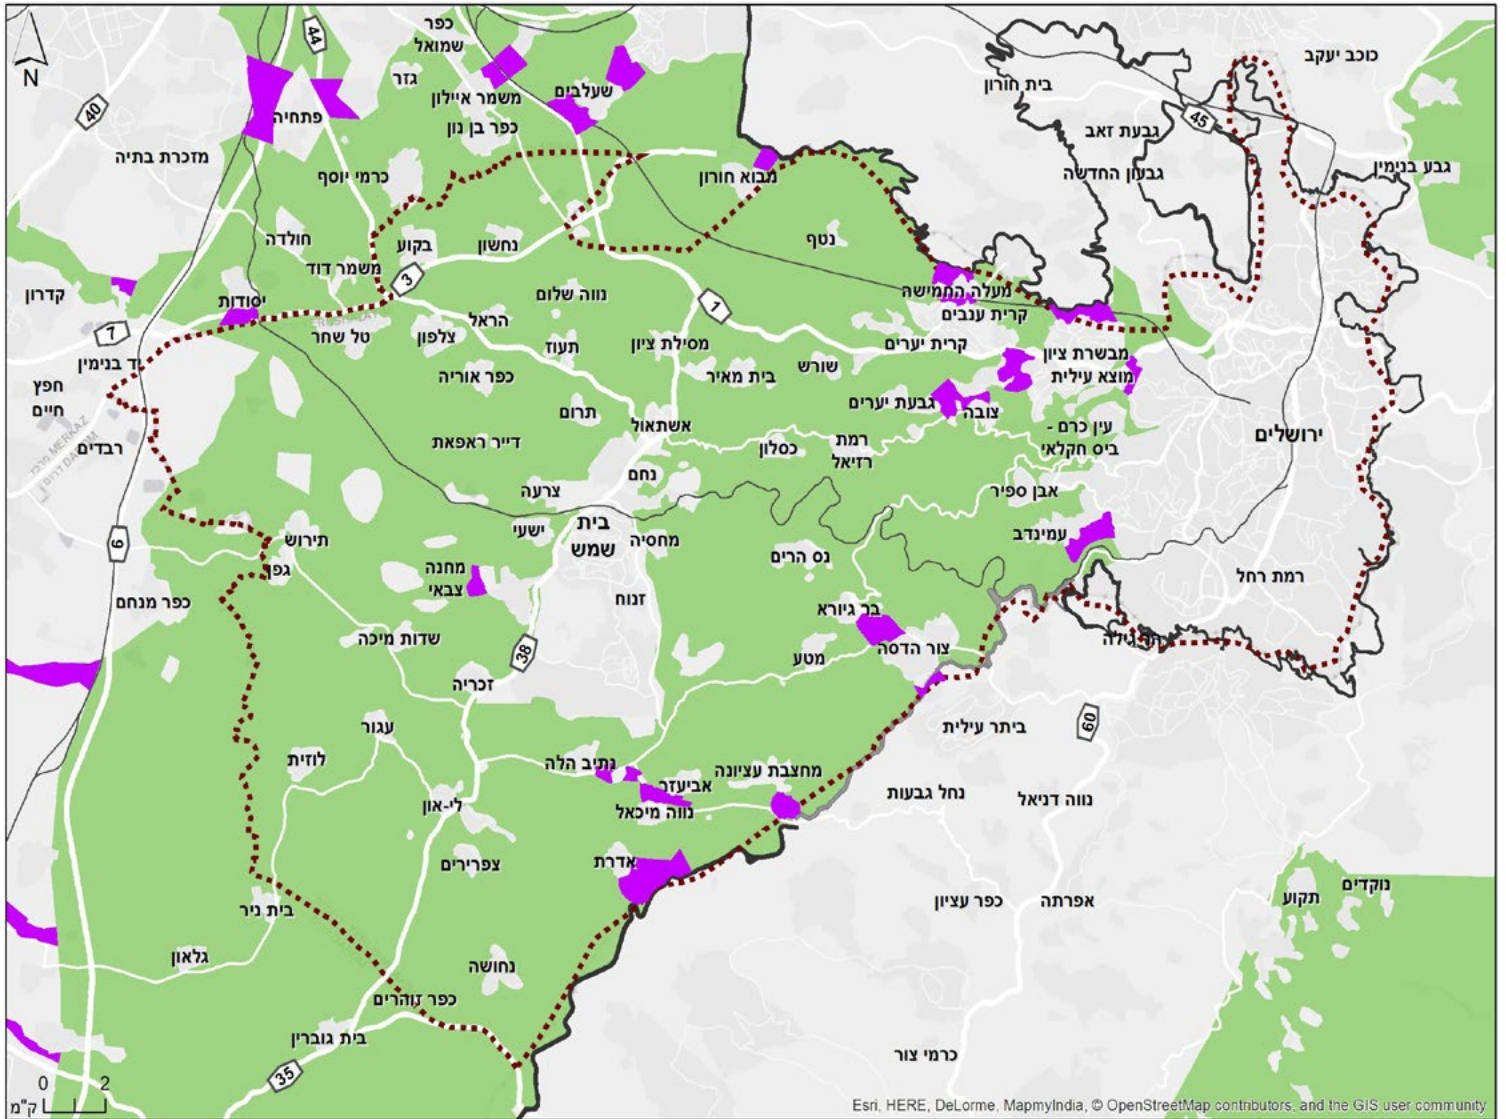 כפר
שמואל
44
N
40
גזר
משמר איילון
שעלבים
כפר בן נון
פתחיה
מזכרת בתיה
כרמי יוסף
מבוא חורון
בית חורון
כוכב יעקב
45
גבעת זאב
גבעון החדשה
גבע בנימין
חולדה
בקוע
נחשון
נטף
משמר דוד
3
קדרון
יסודות
נווה שלום
1
מעלה החמישה
קרית ענבים
7
טל שחר
צלפון
הראל
תעוז
מסילת ציון
קרית יערים
מבשרת ציון
מוצא עילית
יד בנימין
חפץ
חיים
כפר אוריה
בית מאיר
שורש
גבעת יערים
צובה
תרום
אשתאול
עין כרם -
ביס חקלאי
ירושלים
רבדים
דייר ראפאת
כסלון
רמת
רזיאל
נחם
צרעה
אבן ספיר
בית
שמש
ישעי
מחסיה
עמינדב
6
תירוש
גפן
מחנה
צבאי
נס הרים
רמת רחל
כפר מנחם
זנוח
בר גיורא
שדות מיכה
38
מטע
צור הדסה
הר גילה
זכריה
עגור
ביתר עילית
60
לוזית
נתיב הלה
אביעזר
מחצבת עציונה
נווה מיכאל
נחל גבעות
נווה דניאל
לי-און
צפרירים
אדרת
נוקדים
תקוע
בית ניר
כפר עציון
אפרתה
גלאון
נחושה
כפר זוהרים
בית גוברין
35
כרמי צור
0 2
ק"מ
Esri, HERE, DeLorme, MapmyIndia, © OpenStreetMap contributors, and the GIS user community